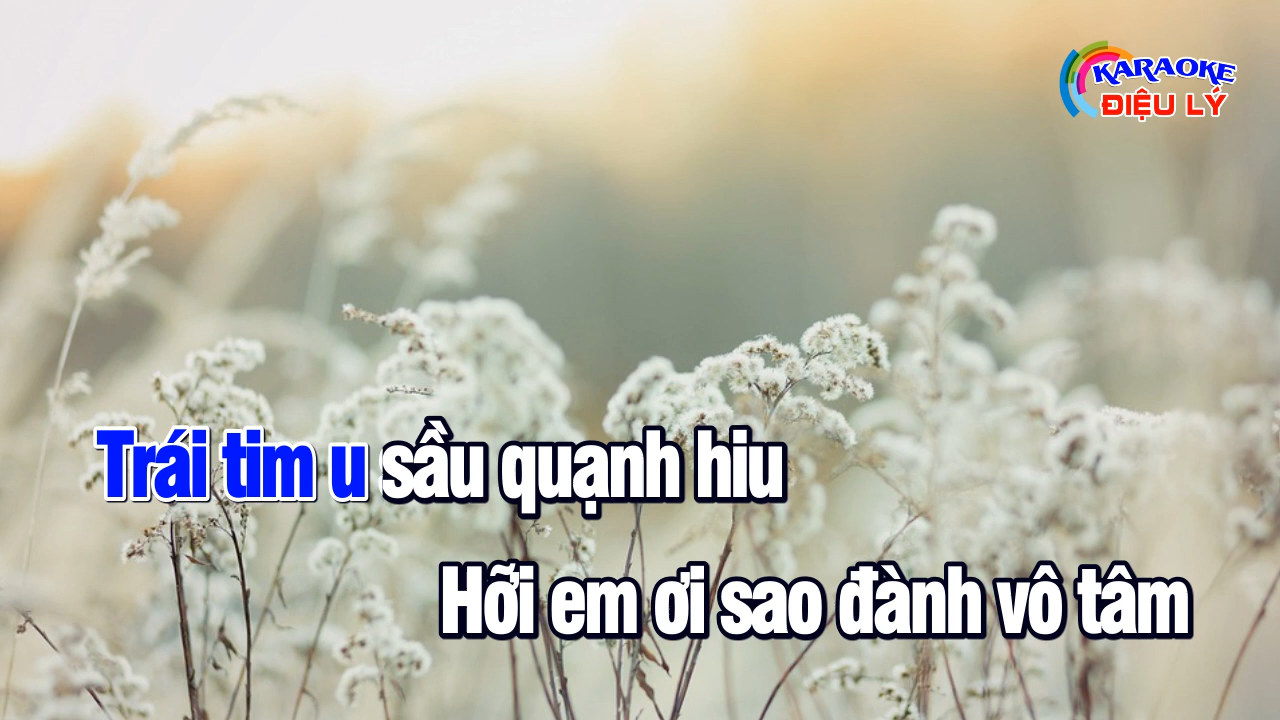 KARAOKE
ĐIỆU LÝ
Trái tim u sầu quạnh hiu
Hỡi em ơi sao đành vô tâm